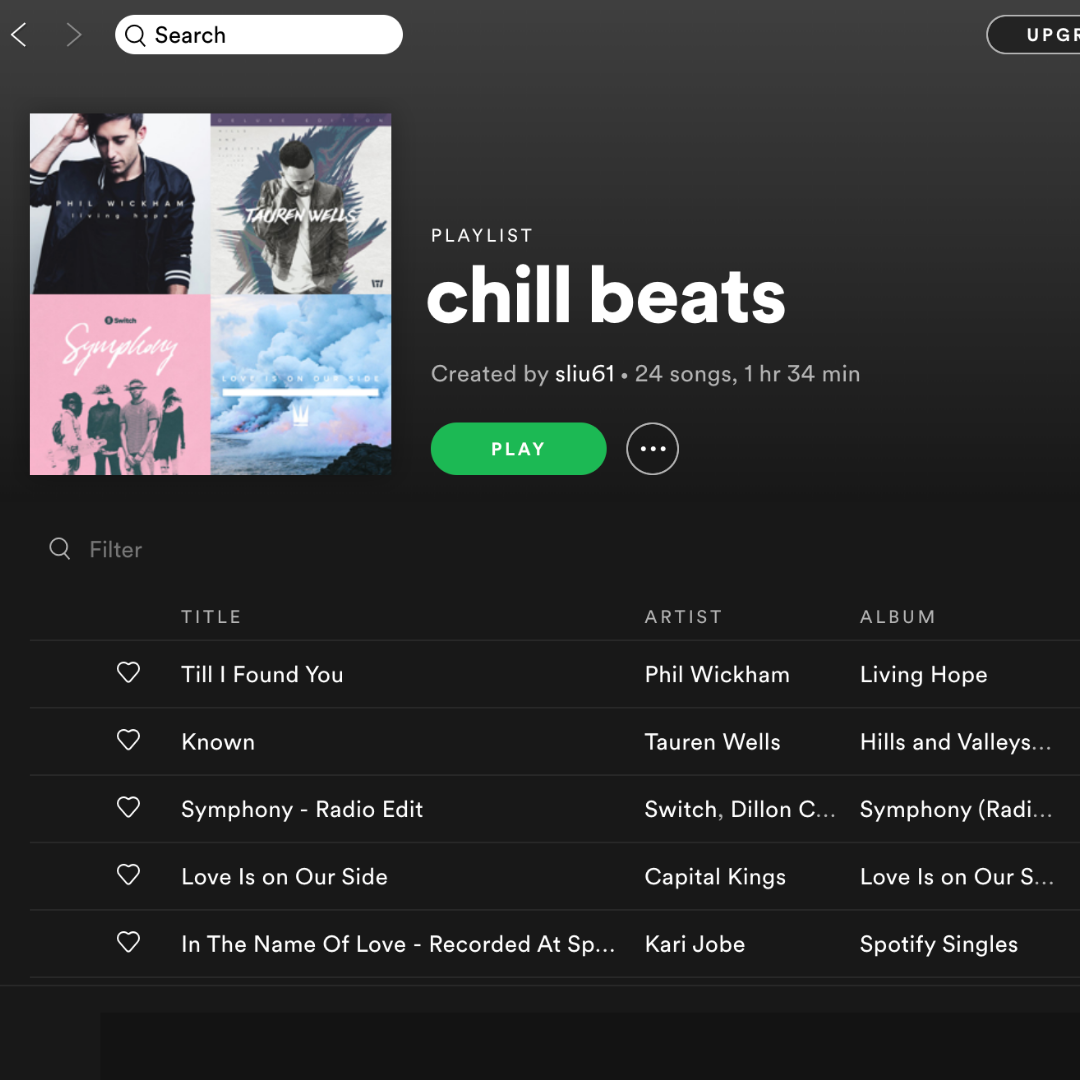 Search
UPGR
PHIL WICKHAM
living hope
DELUXE EDITION
TAUREN WELLS
Switch
Symphony
LOVE IS ON OUR SIDE
PLAYLIST
chill beats
Created by sliu61 • 24 songs, 1 hr 34 min
PLAY
Filter
TITLE ARTIST ALBUM
Till I Found You Phil Wickham Living Hope
Known Tauren Wells Hills and Valleys...
Symphony - Radio Edit Switch, Dillon C... Symphony (Radi...
Love Is on Our Side Capital Kings Love Is on Our S...
In The Name Of Love - Recorded At Sp... Kari Jobe Spotify Singles